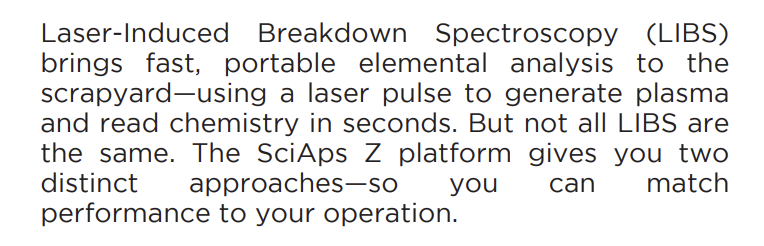 Laser-Induced Breakdown Spectroscopy (LIBS)
brings fast, portable elemental analysis to the
scrapyard—using a laser pulse to generate plasma
and read chemistry in seconds. But not all LIBS are
the same. The SciAps Z platform gives you two
distinct approaches—so you can match
performance to your operation.